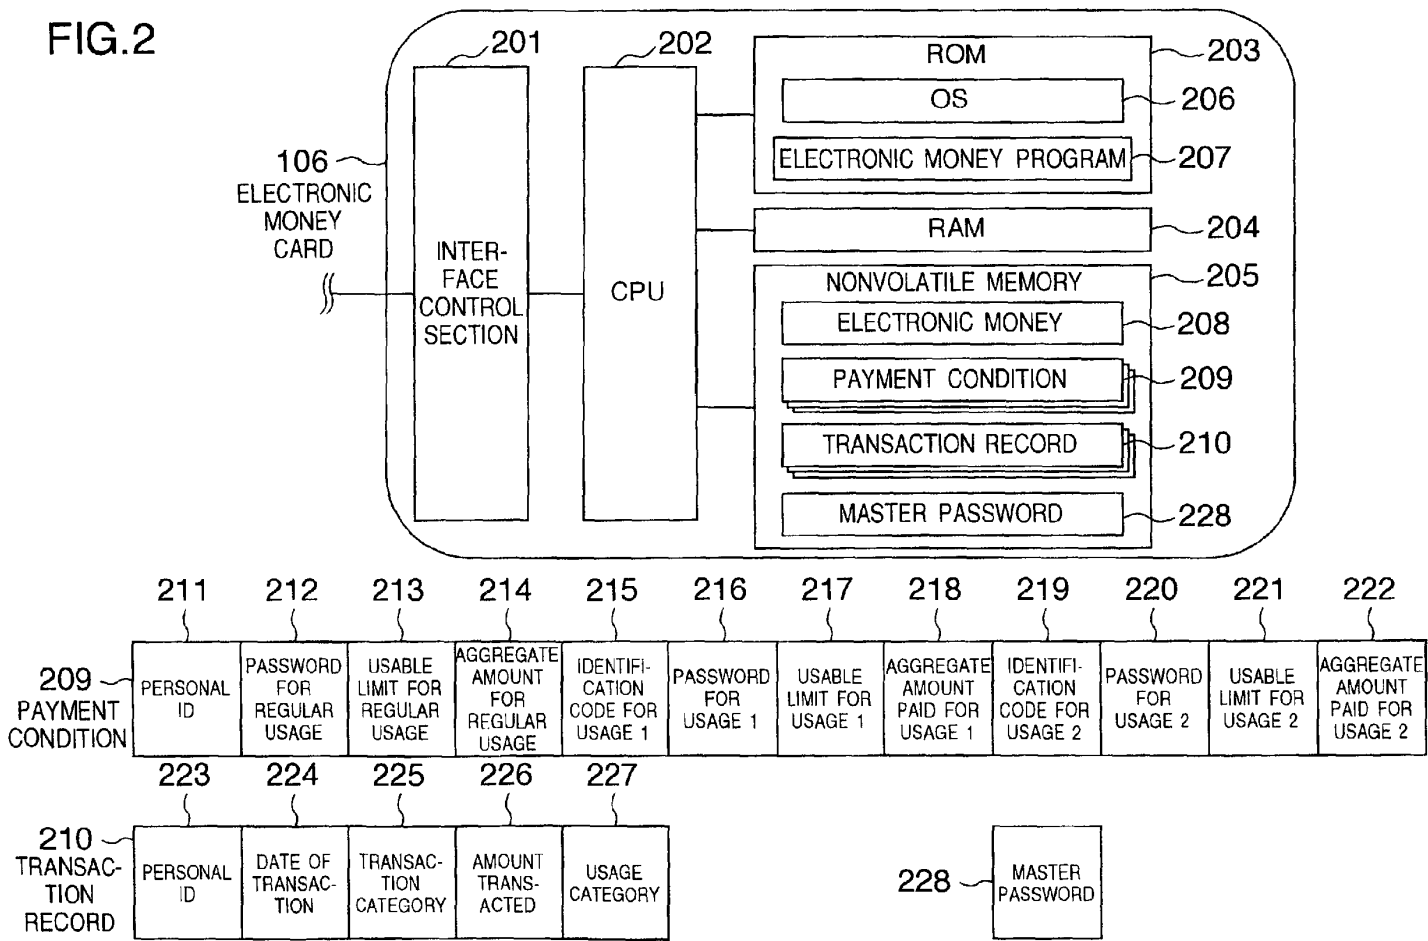 FIG.2
201
202
ROM
203
OS
206
ELECTRONIC MONEY PROGRAM
207
106
ELECTRONIC
MONEY
CARD
RAM
204
INTER-
FACE
CONTROL
SECTION
CPU
NONVOLATILE MEMORY
205
ELECTRONIC MONEY
208
PAYMENT CONDITION
209
TRANSACTION RECORD
210
MASTER PASSWORD
228
211
212
213
214
215
216
217
218
219
220
221
222
209
PAYMENT
CONDITION
PERSONAL
ID
PASSWORD
FOR
REGULAR
USAGE
USABLE
LIMIT FOR
REGULAR
USAGE
AGGREGATE
AMOUNT
FOR
REGULAR
USAGE
IDENTIFI-
CATION
CODE FOR
USAGE 1
PASSWORD
FOR
USAGE 1
USABLE
LIMIT FOR
USAGE 1
AGGREGATE
AMOUNT
PAID FOR
USAGE 1
IDENTIFI-
CATION
CODE FOR
USAGE 2
PASSWORD
FOR
USAGE 2
USABLE
LIMIT FOR
USAGE 2
AGGREGATE
AMOUNT
PAID FOR
USAGE 2
223
224
225
226
227
210
TRANSAC-
TION
RECORD
PERSONAL
ID
DATE OF
TRANSAC-
TION
TRANSAC-
TION
CATEGORY
AMOUNT
TRANS-
ACTED
USAGE
CATEGORY
228
MASTER
PASSWORD